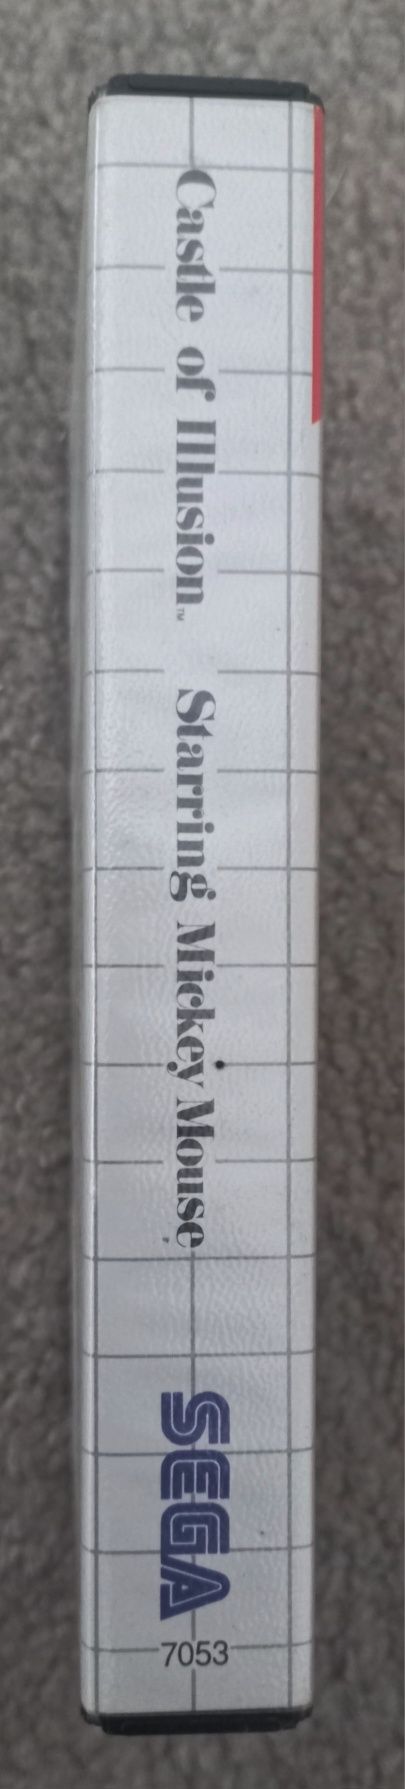 Castle of Illusion™ Starring Mickey Mouse
SEGA
7053